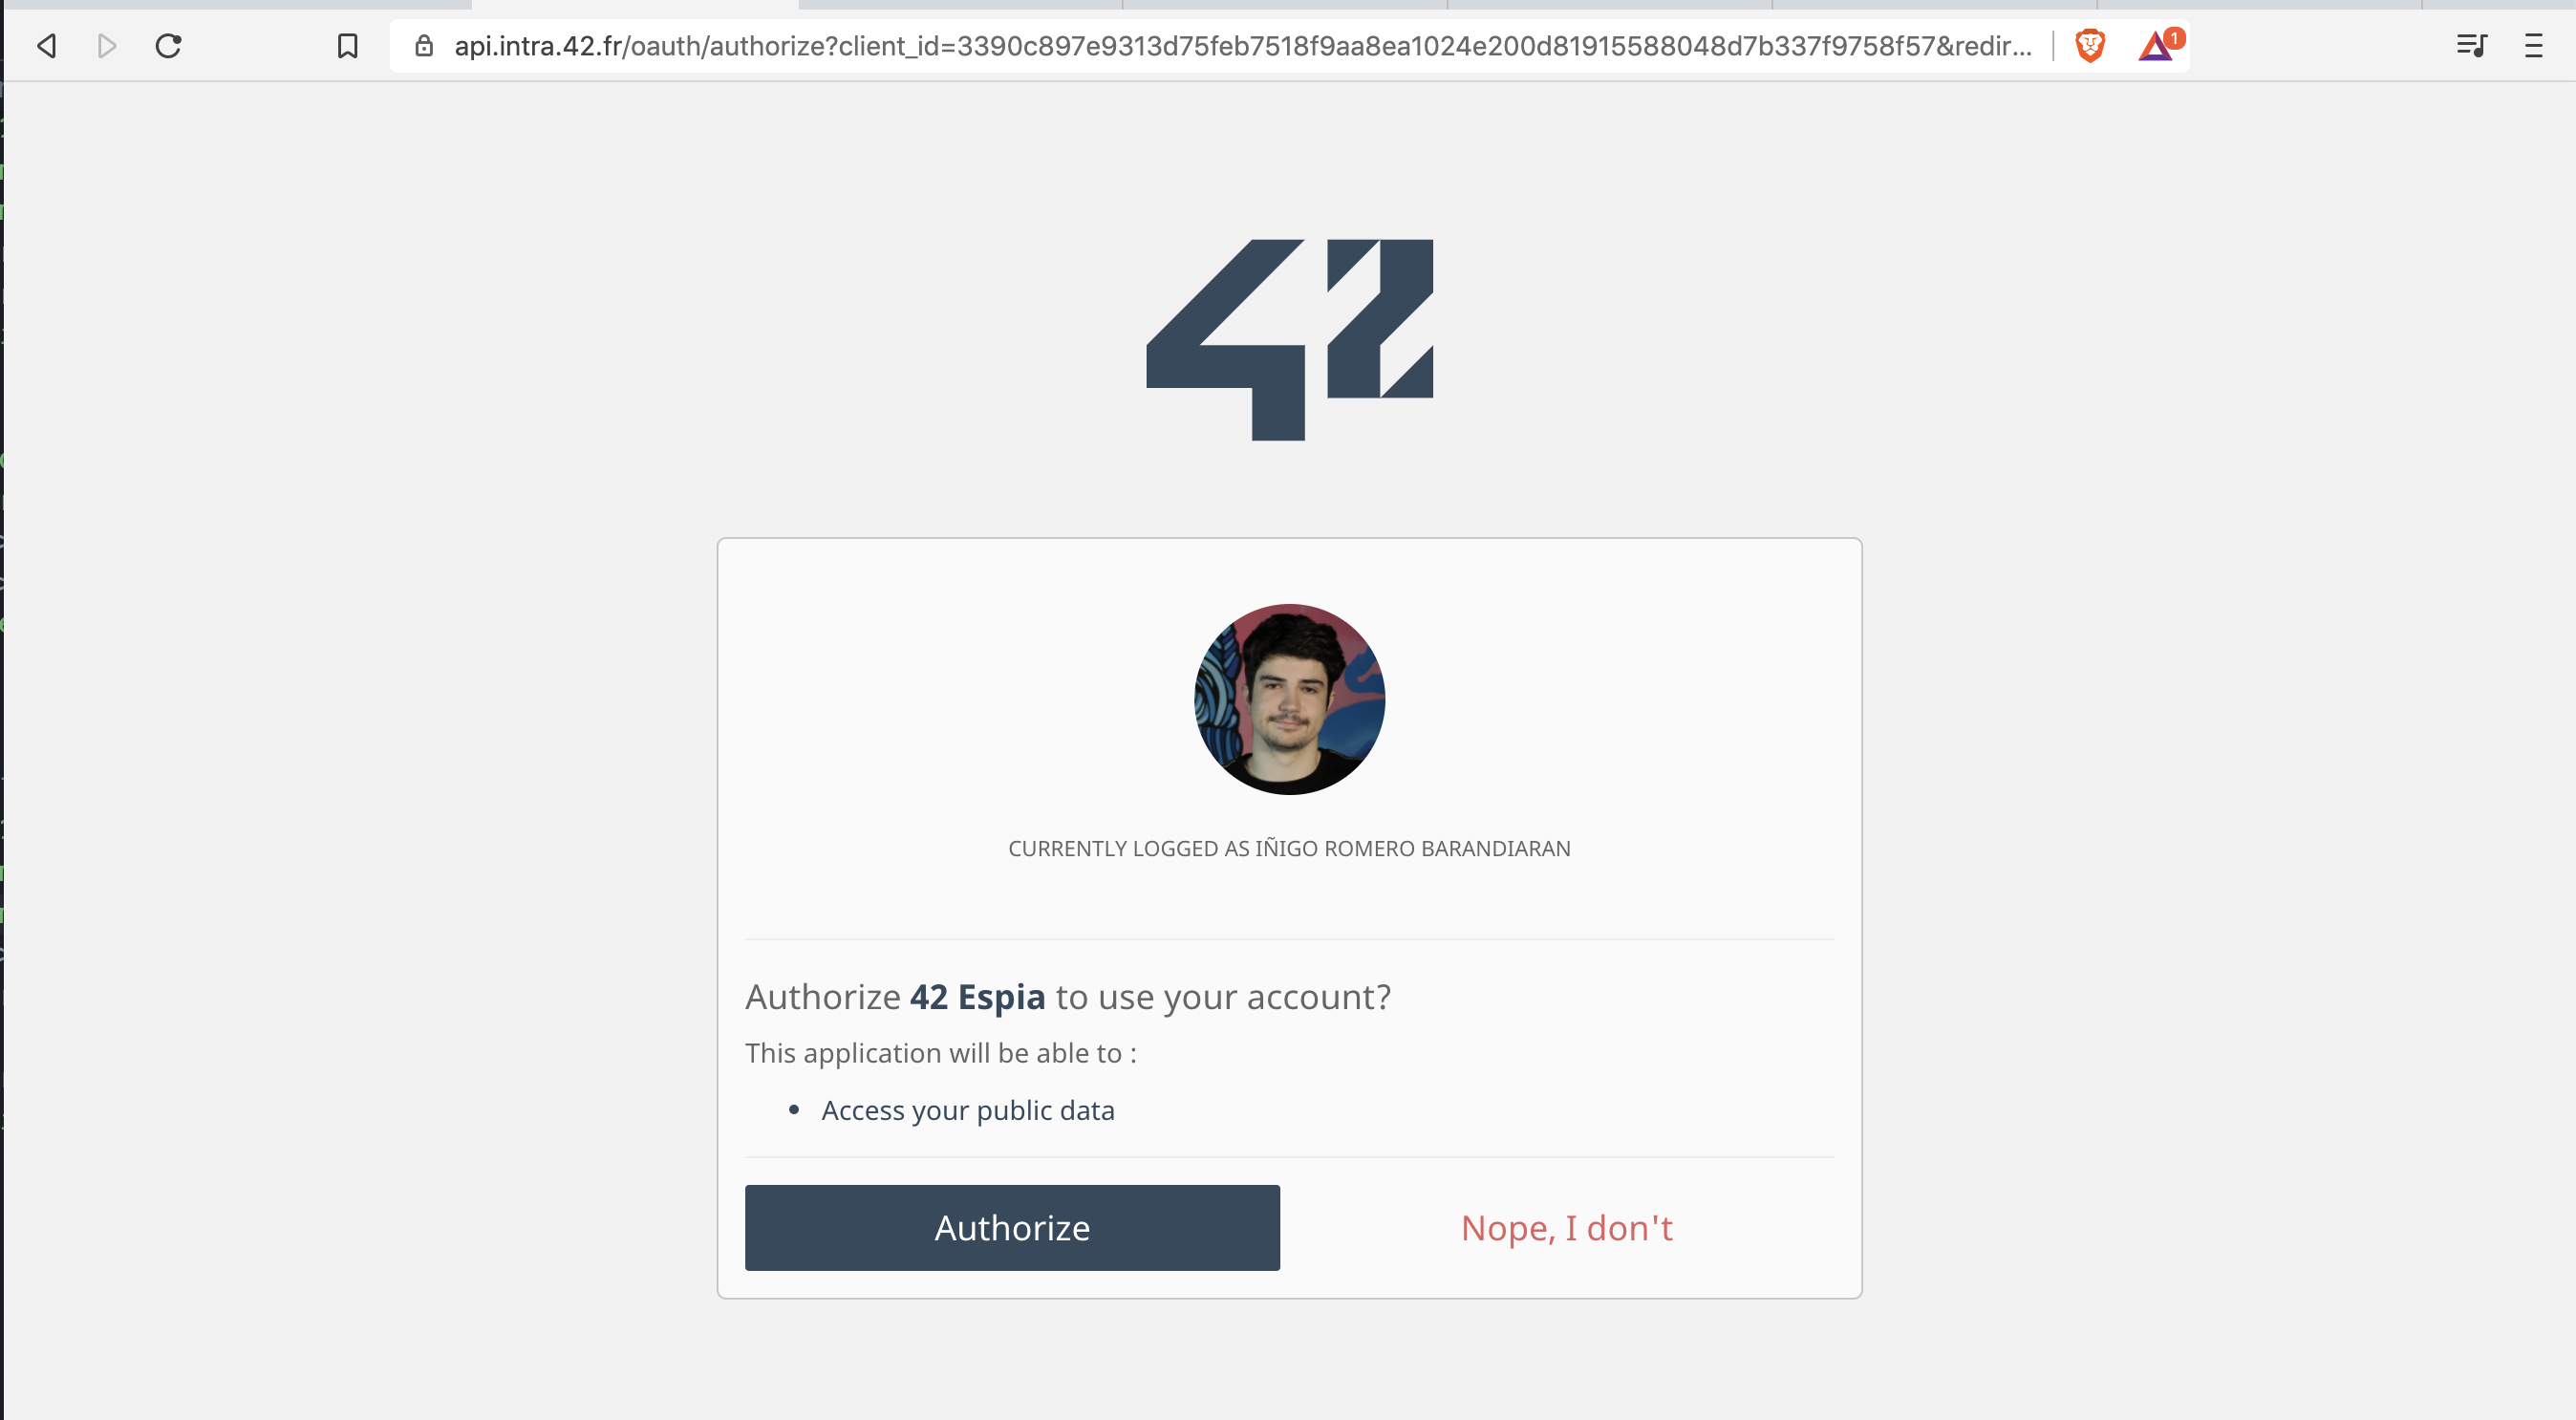 api.intra.42.fr/oauth/authorize?client_id=3390c897e9313d75feb7518f9aa8ea1024e200d81915588048d7b337f9758f57&redir...
1
42
CURRENTLY LOGGED AS IÑIGO ROMERO BARANDIARAN
Authorize 42 Espia to use your account?
This application will be able to :
• Access your public data
Authorize
Nope, I don't